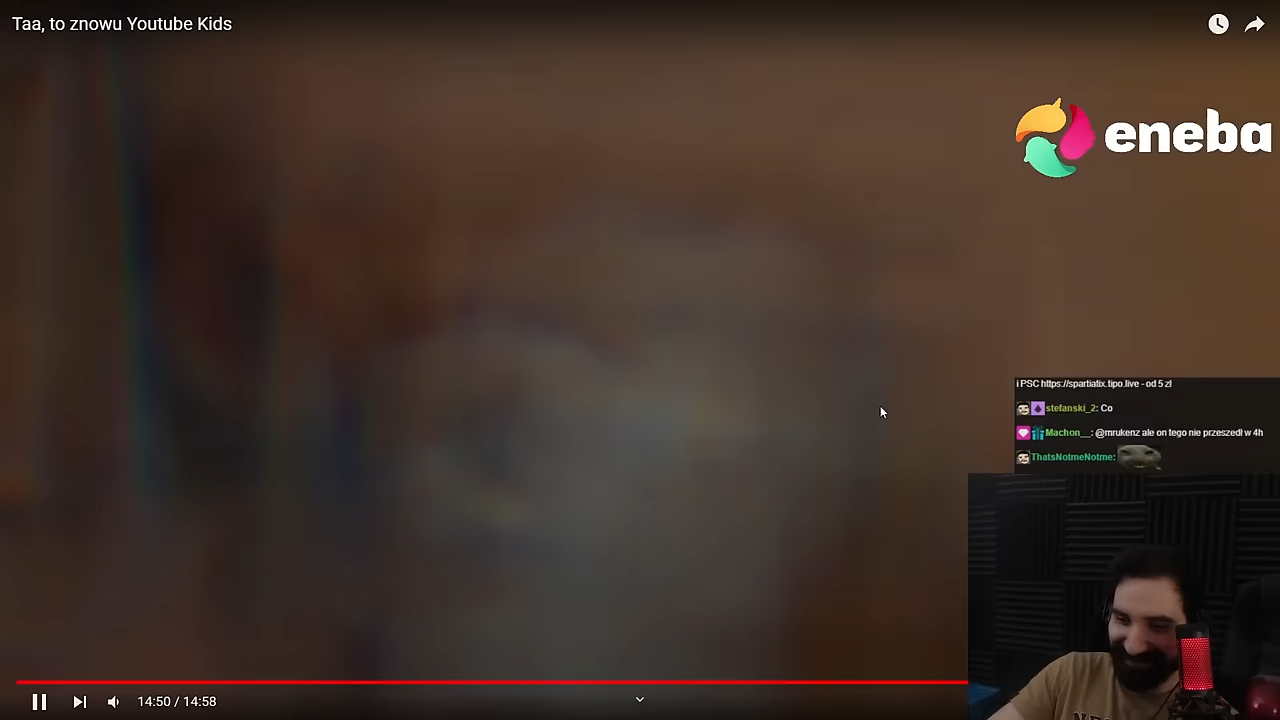 Taa, to znowu Youtube Kids
eneba
i PSC https://spartiatix.tipo.live - od 5 zl
stefanski_2: Co
Machon__: @mrukenz ale on tego nie przeszedł w 4h
ThatsNotmeNotme:
14:50 / 14:58